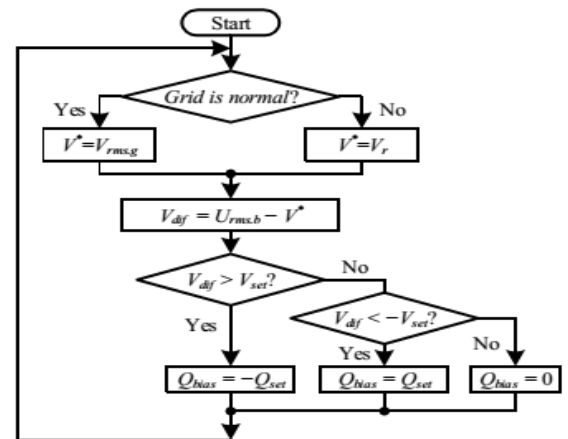 Start
Grid is normal?
Yes
No
V*=Vrms.g
V*=Vr
Vdif = Urms.b − V*
Vdif > Vset?
No
Yes
Vdif < −Vset?
Yes
No
Qbias = −Qset
Qbias = Qset
Qbias = 0